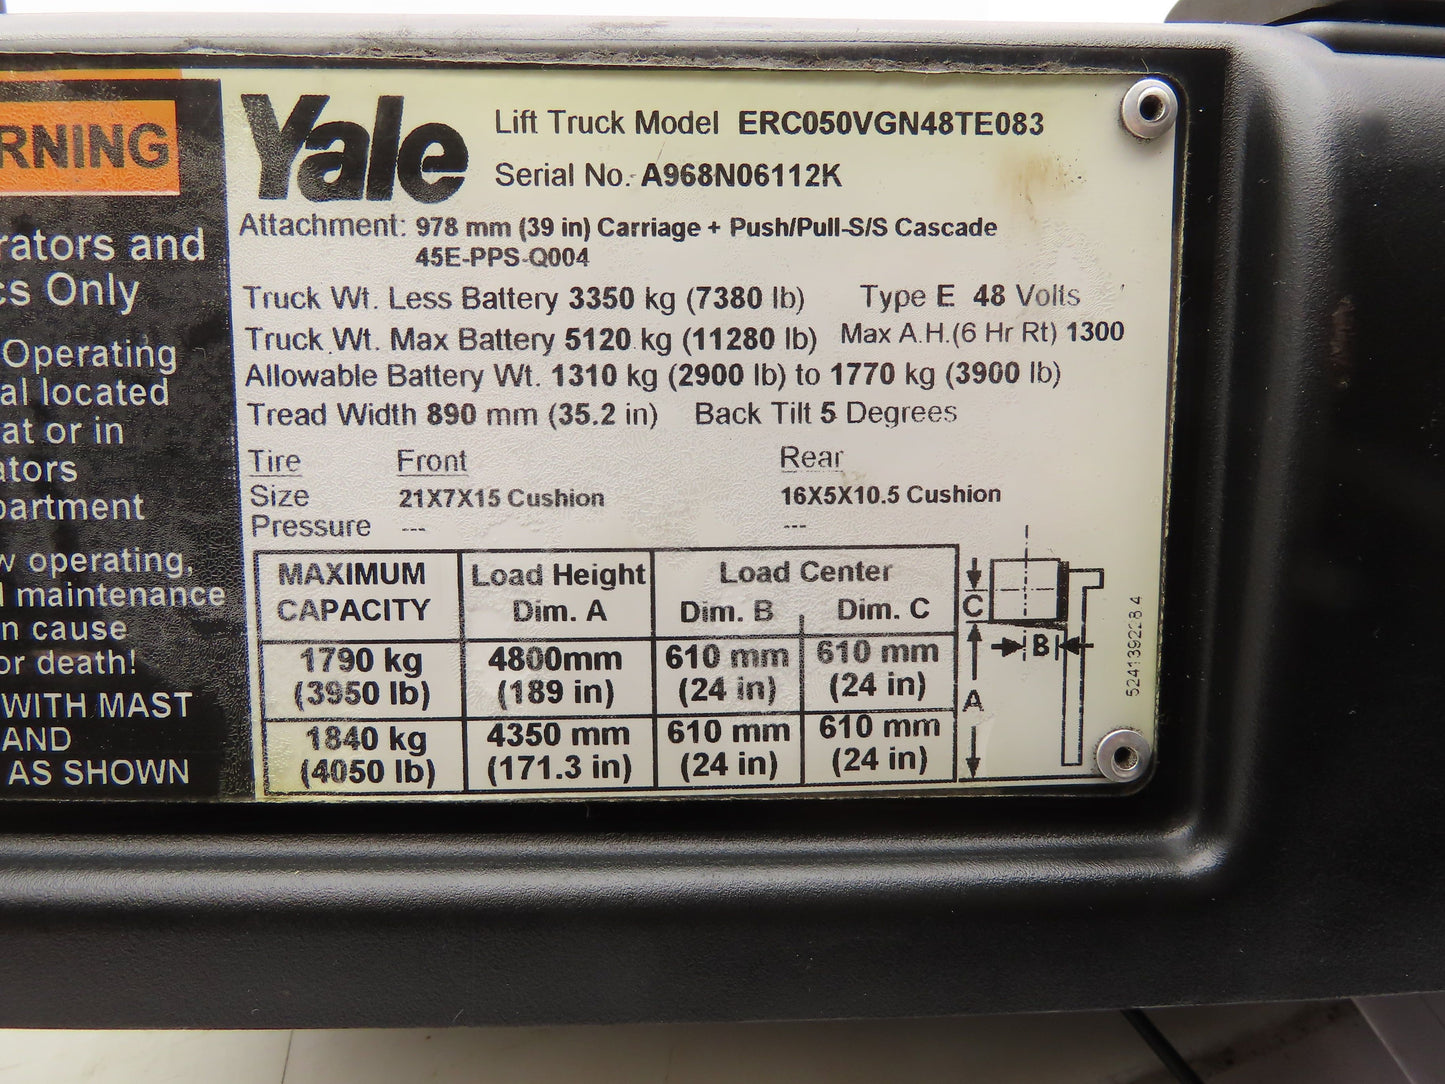 RNING
rators and
cs Only
Operating
al located
at or in
ators
partment
w operating,
maintenance
n cause
or death!
WITH MAST
AND
AS SHOWN
Yale
Lift Truck Model ERC050VGN48TE083
Serial No. A968N06112K
Attachment: 978 mm (39 in) Carriage + Push/Pull-S/S Cascade
45E-PPS-Q004
Truck Wt. Less Battery 3350 kg (7380 lb) Type E 48 Volts
Truck Wt. Max Battery 5120 kg (11280 lb) Max A.H.(6 Hr Rt) 1300
Allowable Battery Wt. 1310 kg (2900 lb) to 1770 kg (3900 lb)
Tread Width 890 mm (35.2 in) Back Tilt 5 Degrees
Tire Front Rear
Size 21X7X15 Cushion 16X5X10.5 Cushion
Pressure --- ---
MAXIMUM Load Height Load Center
CAPACITY Dim. A Dim. B Dim. C
1790 kg 4800mm 610 mm 610 mm
(3950 lb) (189 in) (24 in) (24 in)
1840 kg 4350 mm 610 mm 610 mm
(4050 lb) (171.3 in) (24 in) (24 in)
C
B
A